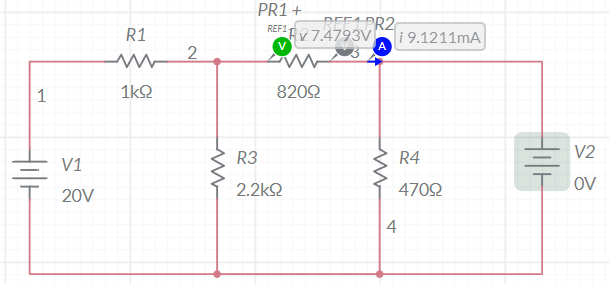 PR1 +
REF1 PR2
R1
REF1
v 7.4793V
A
i 9.1211mA
V
2
3
1kΩ
820Ω
1
V1
R3
R4
V2
20V
2.2kΩ
470Ω
0V
4